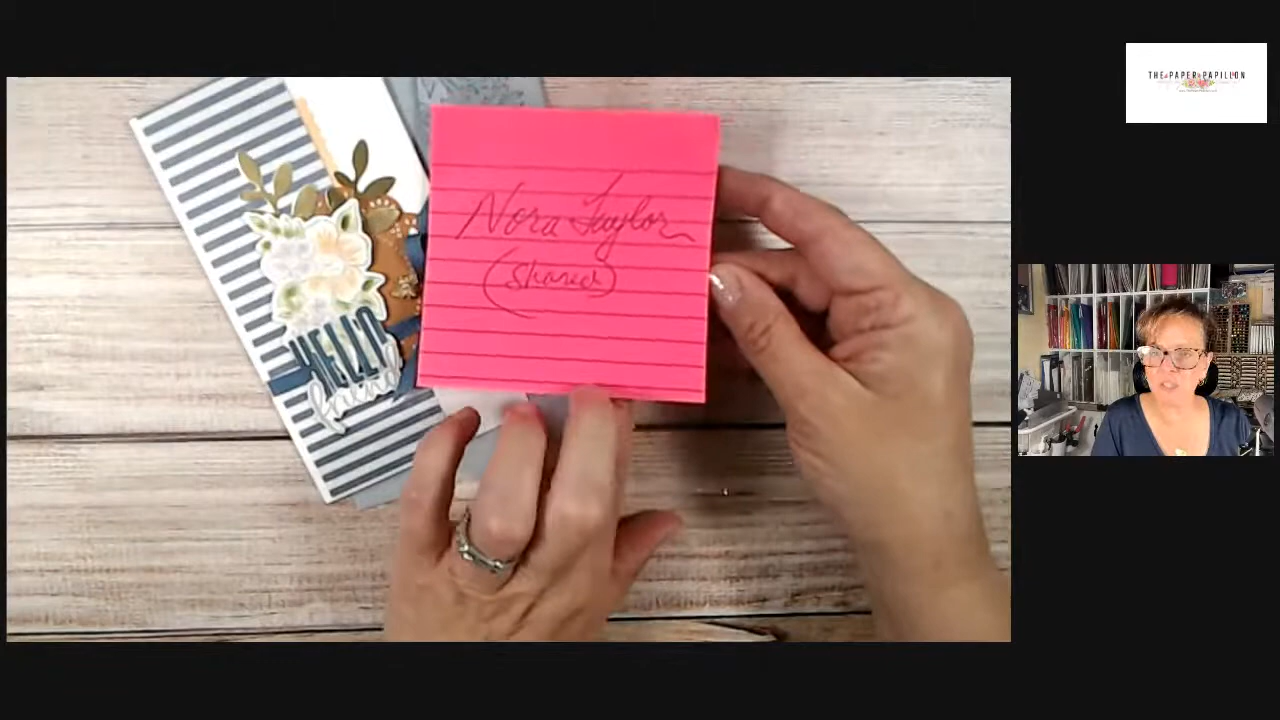 THE PAPER PAPILLON
Nora Taylor
(shared)
HELLO
friend